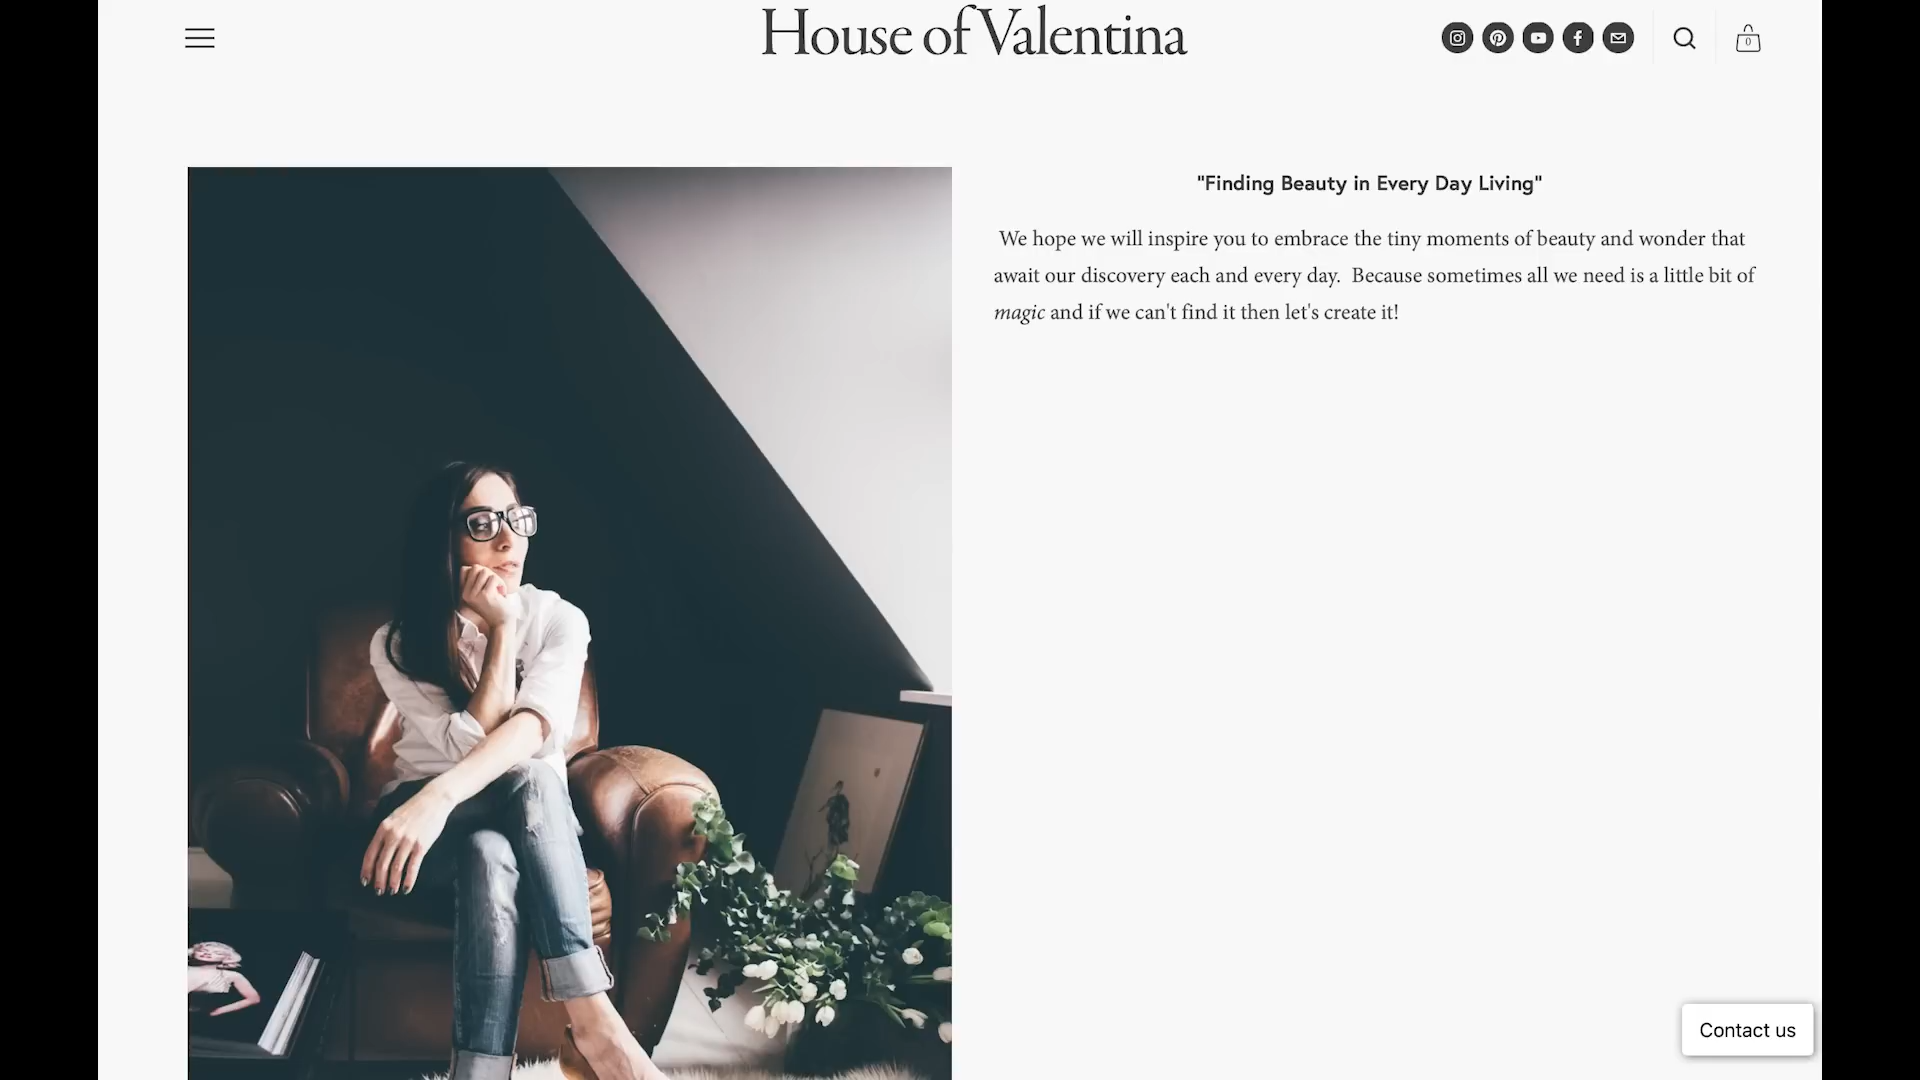 House of Valentina
0
"Finding Beauty in Every Day Living"
We hope we will inspire you to embrace the tiny moments of beauty and wonder that
await our discovery each and every day. Because sometimes all we need is a little bit of
magic and if we can't find it then let's create it!
Contact us